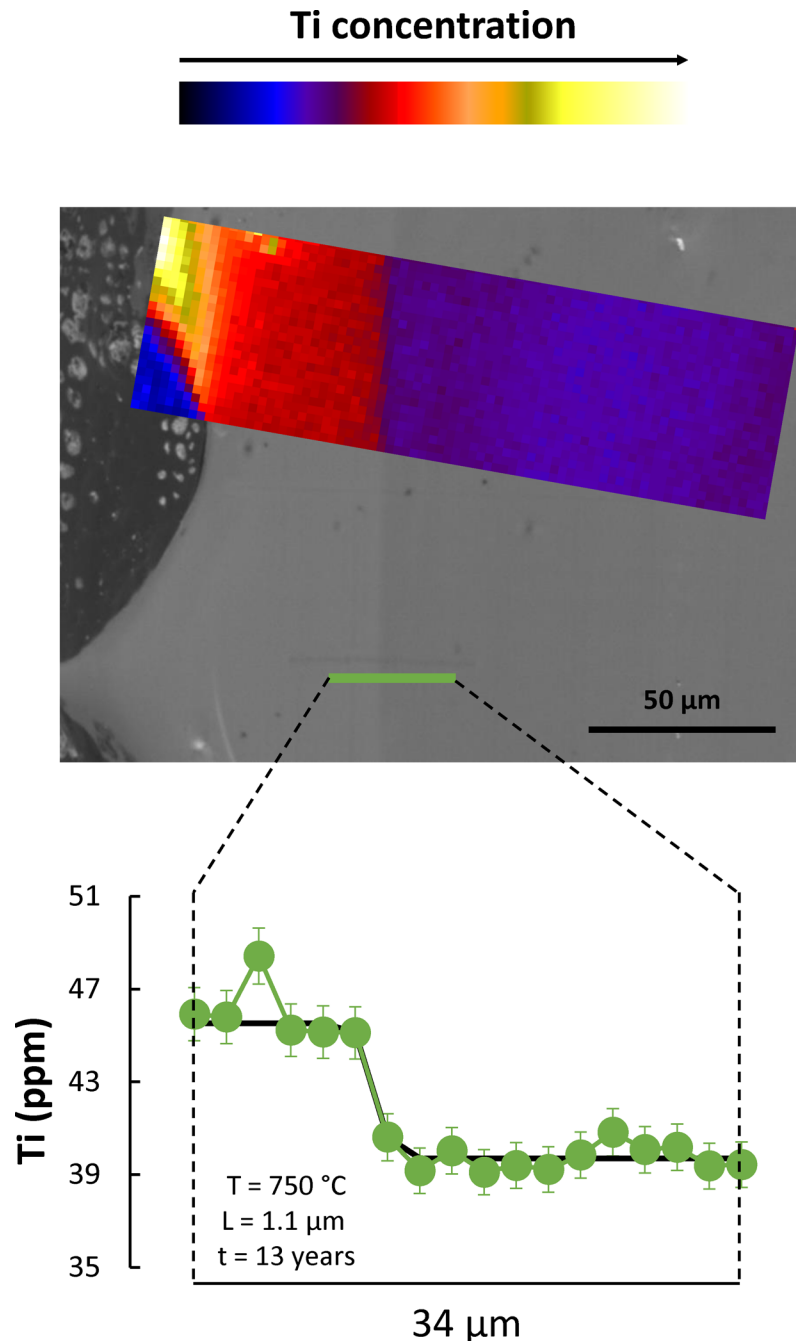 Ti concentration
50 µm
51
47
43
39
35
Ti (ppm)
T = 750 °C
L = 1.1 µm
t = 13 years
34 µm